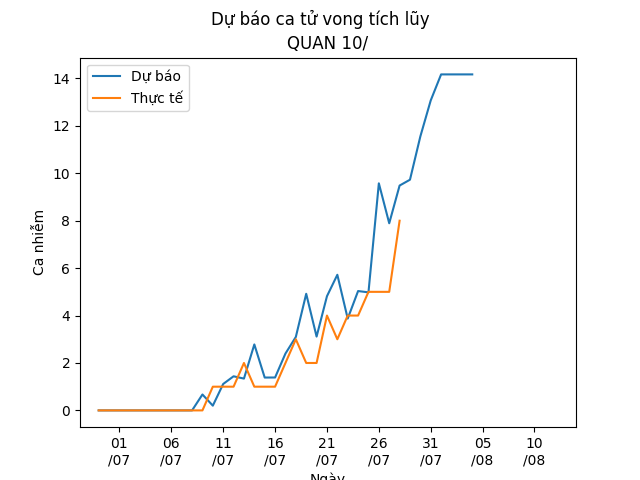 Dự báo ca tử vong tích lũy
QUAN 10/
Dự báo
Thực tế
Ca nhiễm
14
12
10
8
6
4
2
0
01 06 11 16 21 26 31 05 10
/07 /07 /07 /07 /07 /07 /07 /08 /08
Ngày